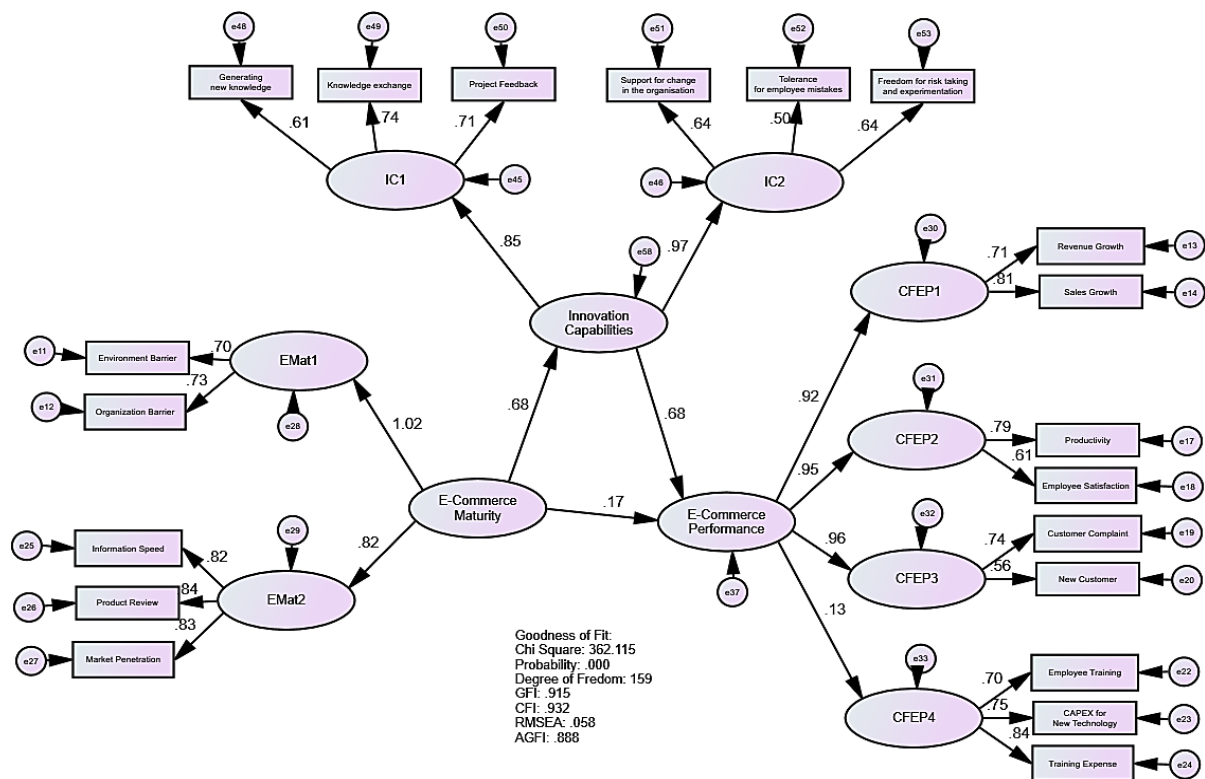 e48
e49
e50
e51
e52
e53
Generating
new knowledge
Knowledge exchange
Project Feedback
Support for change
in the organisation
Tolerance
for employee mistakes
Freedom for risk taking
and experimentation
.61
.74
.71
.64
.50
.64
IC1
e45
e46
IC2
.85
e58
.97
e30
.71
Revenue Growth
e13
CFEP1
.81
Sales Growth
e14
Innovation
Capabilities
e11
Environment Barrier
.70
EMat1
e12
Organization Barrier
.73
e28
1.02
.68
.68
.92
e31
CFEP2
.79
Productivity
e17
.61
Employee Satisfaction
e18
.95
E-Commerce
Maturity
.17
E-Commerce
Performance
e37
e32
.96
CFEP3
.74
Customer Complaint
e19
.56
New Customer
e20
e25
Information Speed
.82
e29
.82
e26
Product Review
.84
EMat2
e27
Market Penetration
.83
.13
Goodness of Fit:
Chi Square: 362.115
Probability: .000
Degree of Fredom: 159
GFI: .915
CFI: .932
RMSEA: .058
AGFI: .888
e33
CFEP4
.70
Employee Training
e22
.75
CAPEX for
New Technology
e23
.84
Training Expense
e24